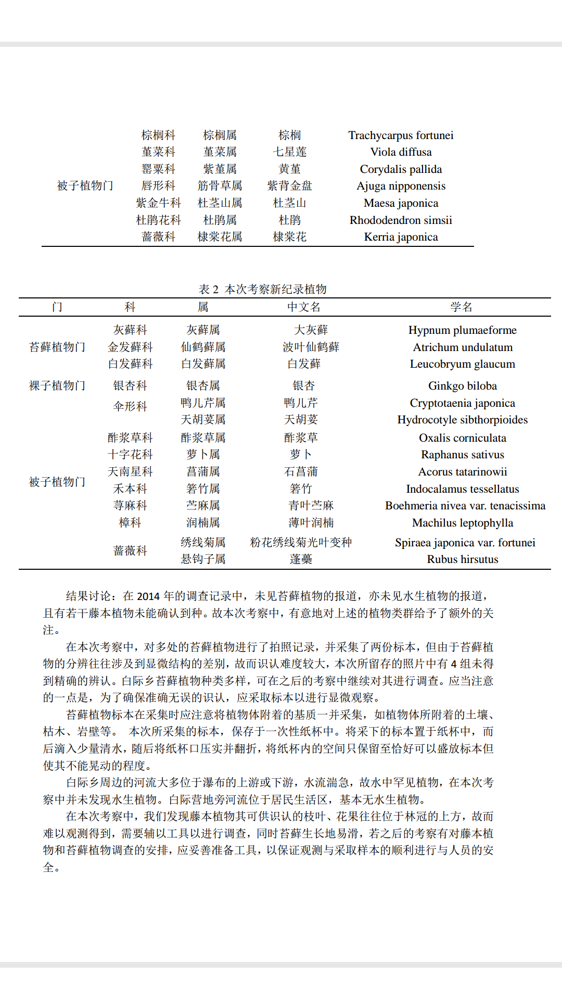 棕榈科 棕榈属 棕榈 Trachycarpus fortunei
堇菜科 堇菜属 七星莲 Viola diffusa
罂粟科 紫堇属 黄堇 Corydalis pallida
被子植物门 唇形科 筋骨草属 紫背金盘 Ajuga nipponensis
紫金牛科 杜茎山属 杜茎山 Maesa japonica
杜鹃花科 杜鹃属 杜鹃 Rhododendron simsii
蔷薇科 棣棠花属 棣棠花 Kerria japonica
表 2 本次考察新纪录植物
门 科 属 中文名 学名
灰藓科 灰藓属 大灰藓 Hypnum plumaeforme
苔藓植物门 金发藓科 仙鹤藓属 波叶仙鹤藓 Atrichum undulatum
白发藓科 白发藓属 白发藓 Leucobryum glaucum
裸子植物门 银杏科 银杏属 银杏 Ginkgo biloba
伞形科 鸭儿芹属 鸭儿芹 Cryptotaenia japonica
天胡荽属 天胡荽 Hydrocotyle sibthorpioides
酢浆草科 酢浆草属 酢浆草 Oxalis corniculata
十字花科 萝卜属 萝卜 Raphanus sativus
天南星科 菖蒲属 石菖蒲 Acorus tatarinowii
被子植物门 禾本科 箬竹属 箬竹 Indocalamus tessellatus
荨麻科 苎麻属 青叶苎麻 Boehmeria nivea var. tenacissima
樟科 润楠属 薄叶润楠 Machilus leptophylla
蔷薇科 绣线菊属 粉花绣线菊光叶变种 Spiraea japonica var. fortunei
悬钩子属 蓬蘽 Rubus hirsutus
结果讨论：在 2014 年的调查记录中，未见苔藓植物的报道，亦未见水生植物的报道，
且有若干藤本植物未能确认到种。故本次考察中，有意地对上述的植物类群给予了额外的关
注。
在本次考察中，对多处的苔藓植物进行了拍照记录，并采集了两份标本，但由于苔藓植
物的分辨往往涉及到显微结构的差别，故而识认难度较大，本次所留存的照片中有 4 组未得
到精确的辨认。白际乡苔藓植物种类多样，可在之后的考察中继续对其进行调查。应当注意
的一点是，为了确保准确无误的识认，应采取标本以进行显微观察。
苔藓植物标本在采集时应注意将植物体附着的基质一并采集，如植物体所附着的土壤、
枯木、岩壁等。 本次所采集的标本，保存于一次性纸杯中。将采下的标本置于纸杯中，而
后滴入少量清水，随后将纸杯口压实并翻折，将纸杯内的空间只保留至恰好可以盛放标本但
使其不能晃动的程度。
白际乡周边的河流大多位于瀑布的上游或下游，水流湍急，故水中罕见植物，在本次考
察中并未发现水生植物。白际营地旁河流位于居民生活区，基本无水生植物。
在本次考察中，我们发现藤本植物其可供识认的枝叶、花果往往位于林冠的上方，故而
难以观测得到，需要辅以工具以进行调查，同时苔藓生长地易滑，若之后的考察有对藤本植
物和苔藓植物调查的安排，应妥善准备工具，以保证观测与采取样本的顺利进行与人员的安
全。